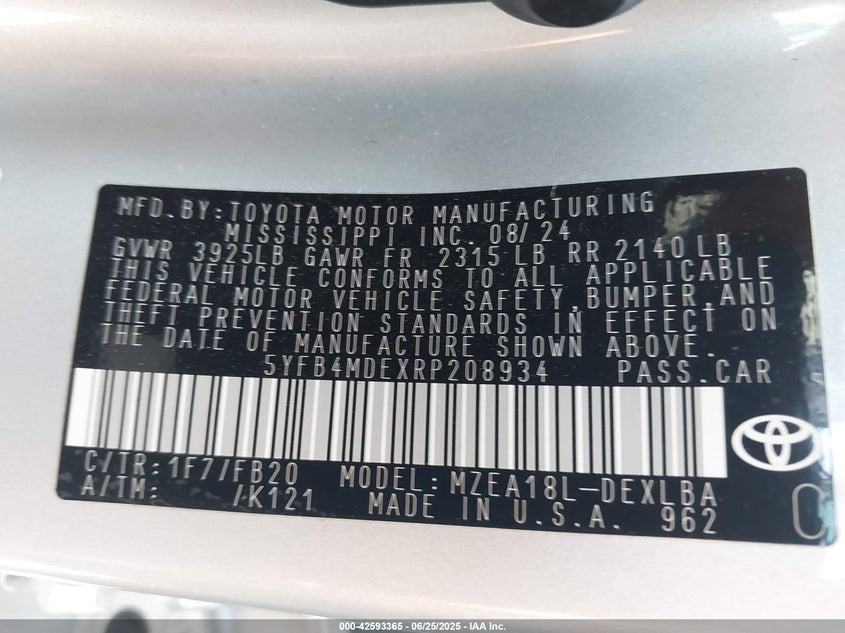 MFD.BY:TOYOTA MOTOR MANUFACTURING
MISSISSIPPI INC. 08/24
GVWR 3925LB GAWR FR 2315 LB RR 2140 LB
THIS VEHICLE CONFORMS TO ALL APPLICABLE
FEDERAL MOTOR VEHICLE SAFETY,BUMPER,AND
THEFT PREVENTION STANDARDS IN EFFECT ON
THE DATE OF MANUFACTURE SHOWN ABOVE.
5YFB4MDEXRP208934 PASS.CAR
C/TR:1F7/FB20 MODEL:MZEA18L-DEXLBA
A/TM: /K121 MADE IN U.S.A. 962
C
000-42593365 - 06/25/2025 - IAA Inc.